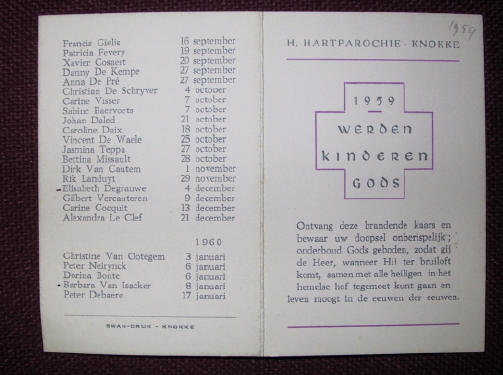 Francis Gielis 16 september
Patricia Fevery 19 september
Xavier Cossert 20 september
Danny De Kempe 27 september
Anna De Pré 27 september
Christian De Schryver 4 october
Carine Visser 7 october
Sabine Baervoets 7 october
Johan Daled 21 october
Caroline Daix 18 october
Vincent De Waele 25 october
Jasmina Teppa 27 october
Bettina Missault 28 october
Dirk Van Cautem 1 november
Rik Landuyt 29 november
Elisabeth Degrauwe 4 december
Gilbert Vercauteren 9 december
Carine Cocquit 13 december
Alexandra Le Clef 21 december
1960
Christine Van Ootegem 3 januari
Peter Neirynck 6 januari
Dorina Bonte 6 januari
Barbara Van Isacker 8 januari
Peter Dehaere 17 januari
SWAN-DRUK - KNOKKE
1959
H. HARTPAROCHIE - KNOKKE
1959
WERDEN
KINDEREN
GODS
Ontvang deze brandende kaars en
bewaar uw doopsel onberispelijk;
onderhoud Gods geboden, zodat gij
de Heer, wanneer Hij ter bruiloft
komt, samen met alle heiligen in het
hemelse hof tegemoet kunt gaan en
leven moogt in de eeuwen der eeuwen.